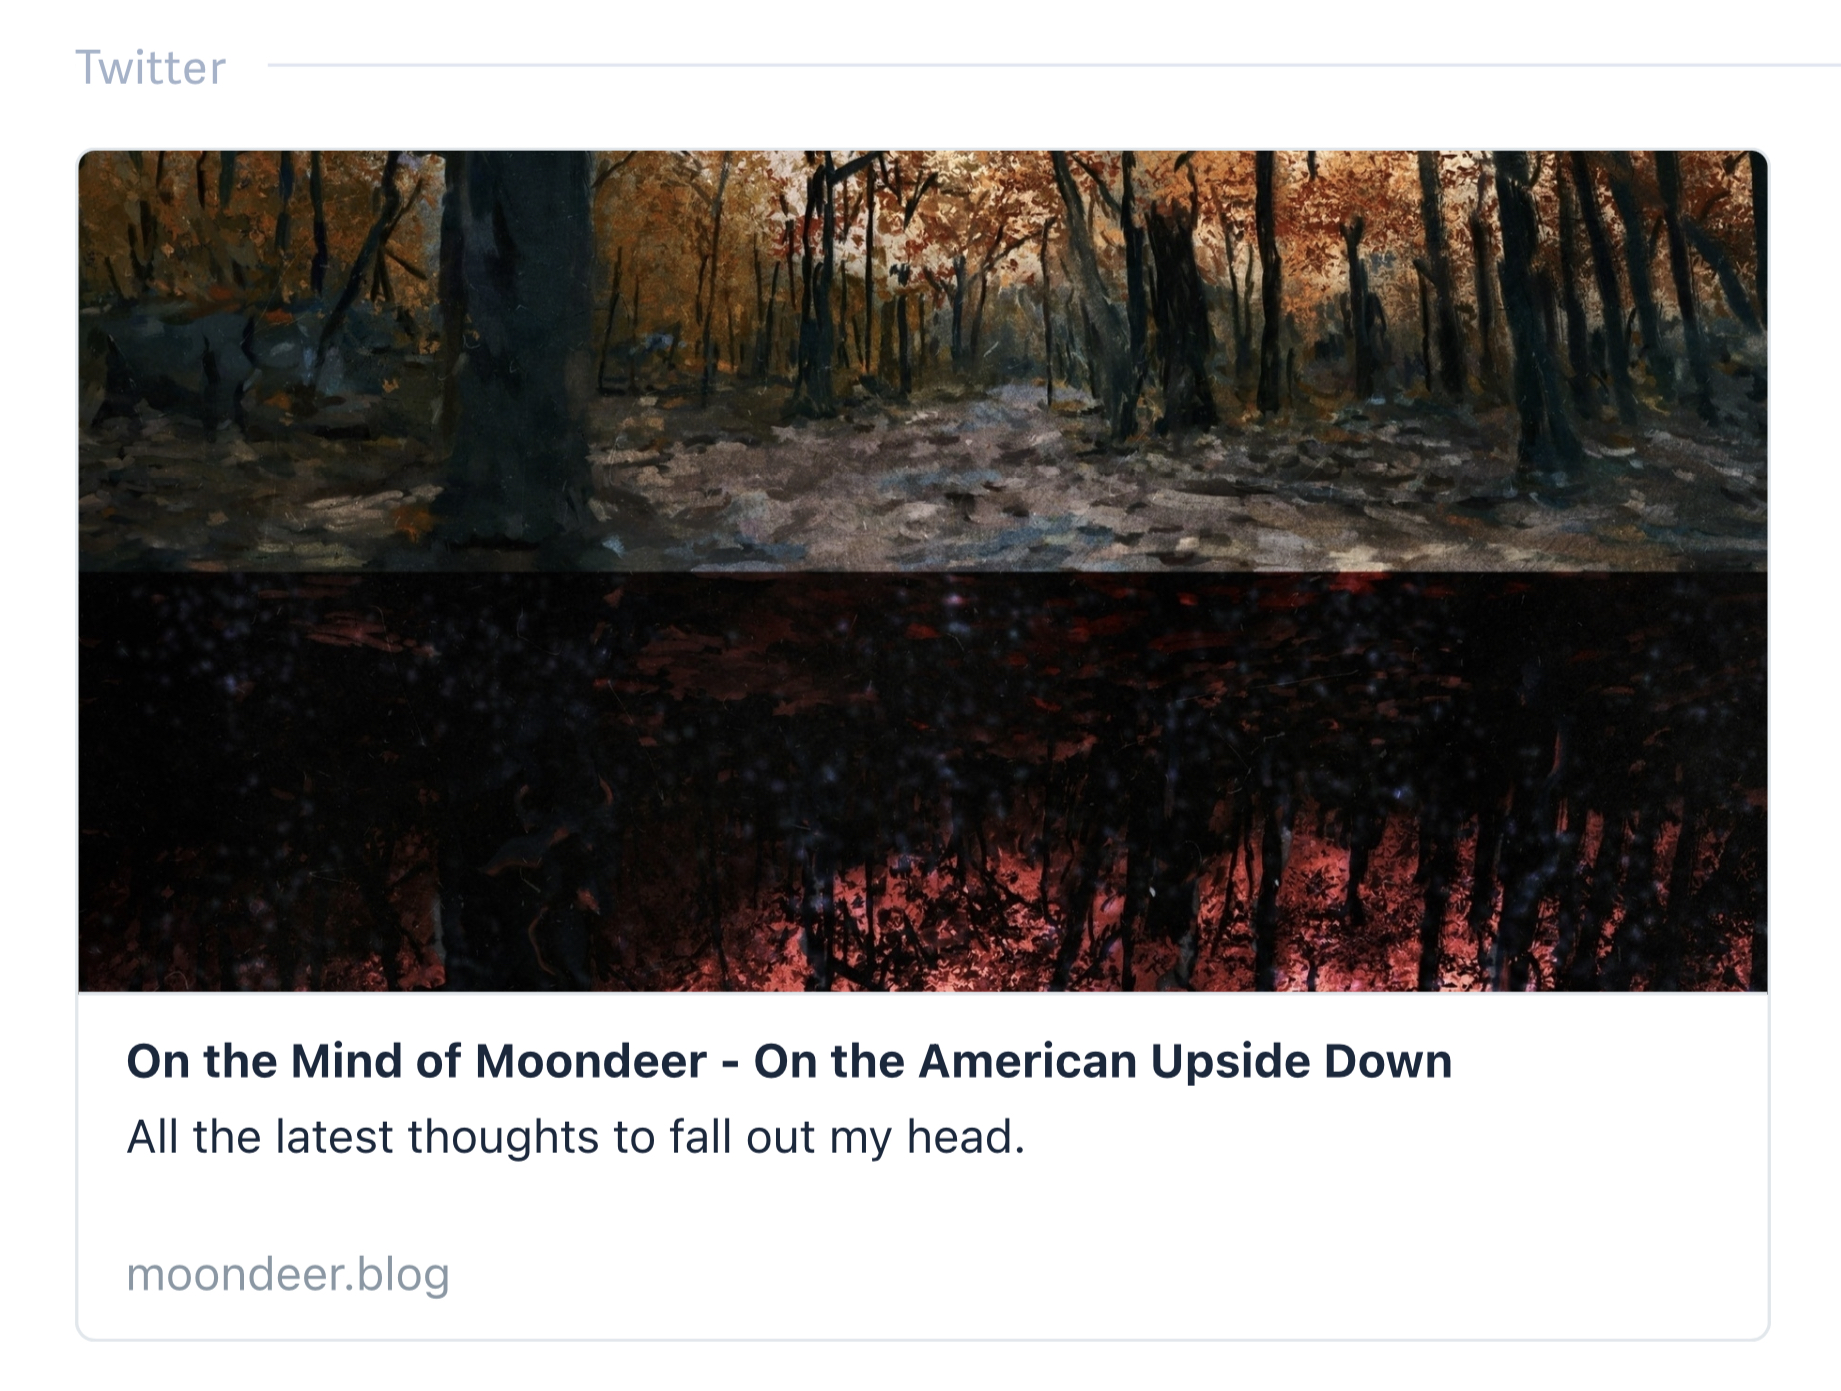 Twitter
On the Mind of Moondeer - On the American Upside Down
All the latest thoughts to fall out my head.
moondeer.blog